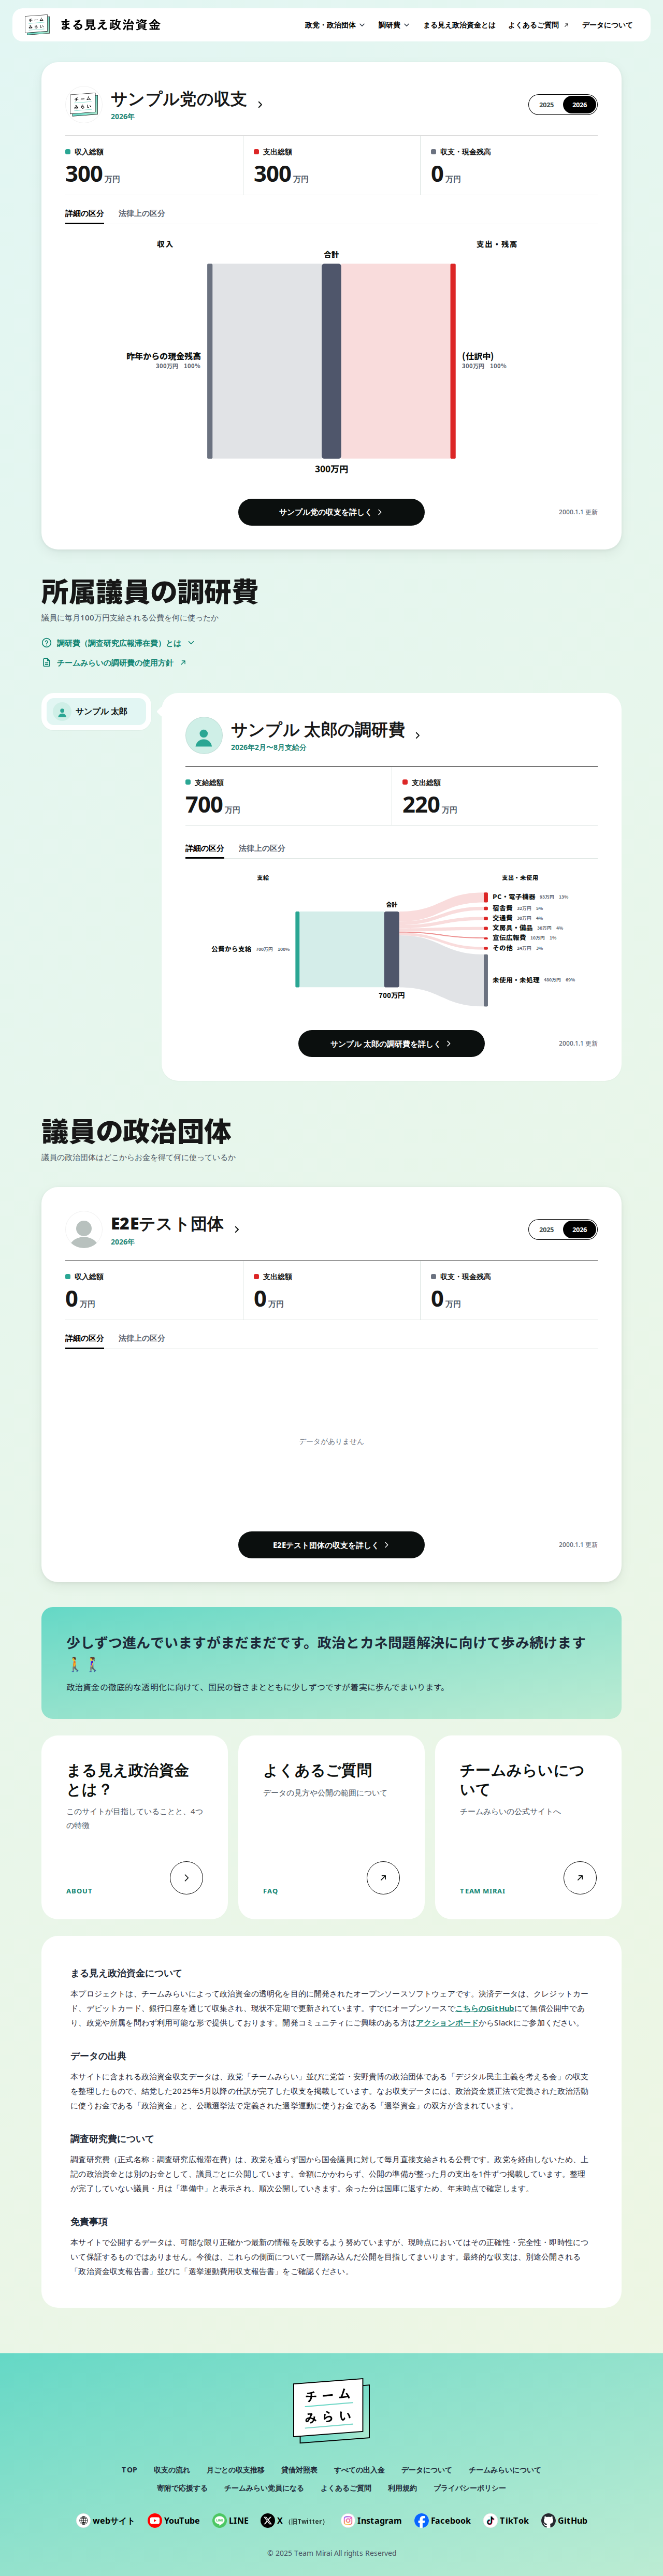 チーム
みらい
まる見え政治資金
政党・政治団体
調研費
まる見え政治資金とは
よくあるご質問
データについて
チーム
みらい
サンプル党の収支
2026年
2025
2026
収入総額
300万円
支出総額
300万円
収支・現金残高
0万円
詳細の区分
法律上の区分
収入
合計
支出・残高
昨年からの現金残高
300万円 100%
(仕訳中)
300万円 100%
300万円
サンプル党の収支を詳しく
2000.1.1 更新
所属議員の調研費
議員に毎月100万円支給される公費を何に使ったか
調研費（調査研究広報滞在費）とは
チームみらいの調研費の使用方針
サンプル 太郎
サンプル 太郎の調研費
2026年2月〜8月支給分
支給総額
700万円
支出総額
220万円
詳細の区分
法律上の区分
支給
支出・未使用
合計
公費から支給 700万円 100%
PC・電子機器 93万円 13%
宿舎費 32万円 5%
交通費 30万円 4%
文房具・備品 30万円 4%
宣伝広報費 10万円 1%
その他 24万円 3%
未使用・未処理 480万円 69%
700万円
サンプル 太郎の調研費を詳しく
2000.1.1 更新
議員の政治団体
議員の政治団体はどこからお金を得て何に使っているか
E2Eテスト団体
2026年
2025
2026
収入総額
0万円
支出総額
0万円
収支・現金残高
0万円
詳細の区分
法律上の区分
データがありません
E2Eテスト団体の収支を詳しく
2000.1.1 更新
少しずつ進んでいますがまだまだです。政治とカネ問題解決に向けて歩み続けます
🚶🚶‍♀️
政治資金の徹底的な透明化に向けて、国民の皆さまとともに少しずつですが着実に歩んでまいります。
まる見え政治資金
とは？
このサイトが目指していることと、4つ
の特徴
ABOUT
よくあるご質問
データの見方や公開の範囲について
FAQ
チームみらいにつ
いて
チームみらいの公式サイトへ
TEAM MIRAI
まる見え政治資金について
本プロジェクトは、チームみらいによって政治資金の透明化を目的に開発されたオープンソースソフトウェアです。決済データは、クレジットカー
ド、デビットカード、銀行口座を通じて収集され、現状不定期で更新されています。すでにオープンソースでこちらのGitHubにて無償公開中であ
り、政党や所属を問わず利用可能な形で提供しております。開発コミュニティにご興味のある方はアクションボードからSlackにご参加ください。
データの出典
本サイトに含まれる政治資金収支データは、政党「チームみらい」並びに党首・安野貴博の政治団体である「デジタル民主主義を考える会」の収支
を整理したもので、結党した2025年5月以降の仕訳が完了した収支を掲載しています。なお収支データには、政治資金規正法で定義された政治活動
に使うお金である「政治資金」と、公職選挙法で定義された選挙運動に使うお金である「選挙資金」の双方が含まれています。
調査研究費について
調査研究費（正式名称：調査研究広報滞在費）は、政党を通らず国から国会議員に対して毎月直接支給される公費です。政党を経由しないため、上
記の政治資金とは別のお金として、議員ごとに公開しています。金額にかかわらず、公開の準備が整った月の支出を1件ずつ掲載しています。整理
が完了していない議員・月は「準備中」と表示され、順次公開していきます。余った分は国庫に返すため、年末時点で確定します。
免責事項
本サイトで公開するデータは、可能な限り正確かつ最新の情報を反映するよう努めていますが、現時点においてはその正確性・完全性・即時性につ
いて保証するものではありません。今後は、これらの側面について一層踏み込んだ公開を目指してまいります。最終的な収支は、別途公開される
「政治資金収支報告書」並びに「選挙運動費用収支報告書」をご確認ください。
チーム
みらい
TOP
収支の流れ
月ごとの収支推移
貸借対照表
すべての出入金
データについて
チームみらいについて
寄附で応援する
チームみらい党員になる
よくあるご質問
利用規約
プライバシーポリシー
webサイト
YouTube
LINE
X（旧Twitter）
Instagram
Facebook
TikTok
GitHub
© 2025 Team Mirai All rights Reserved